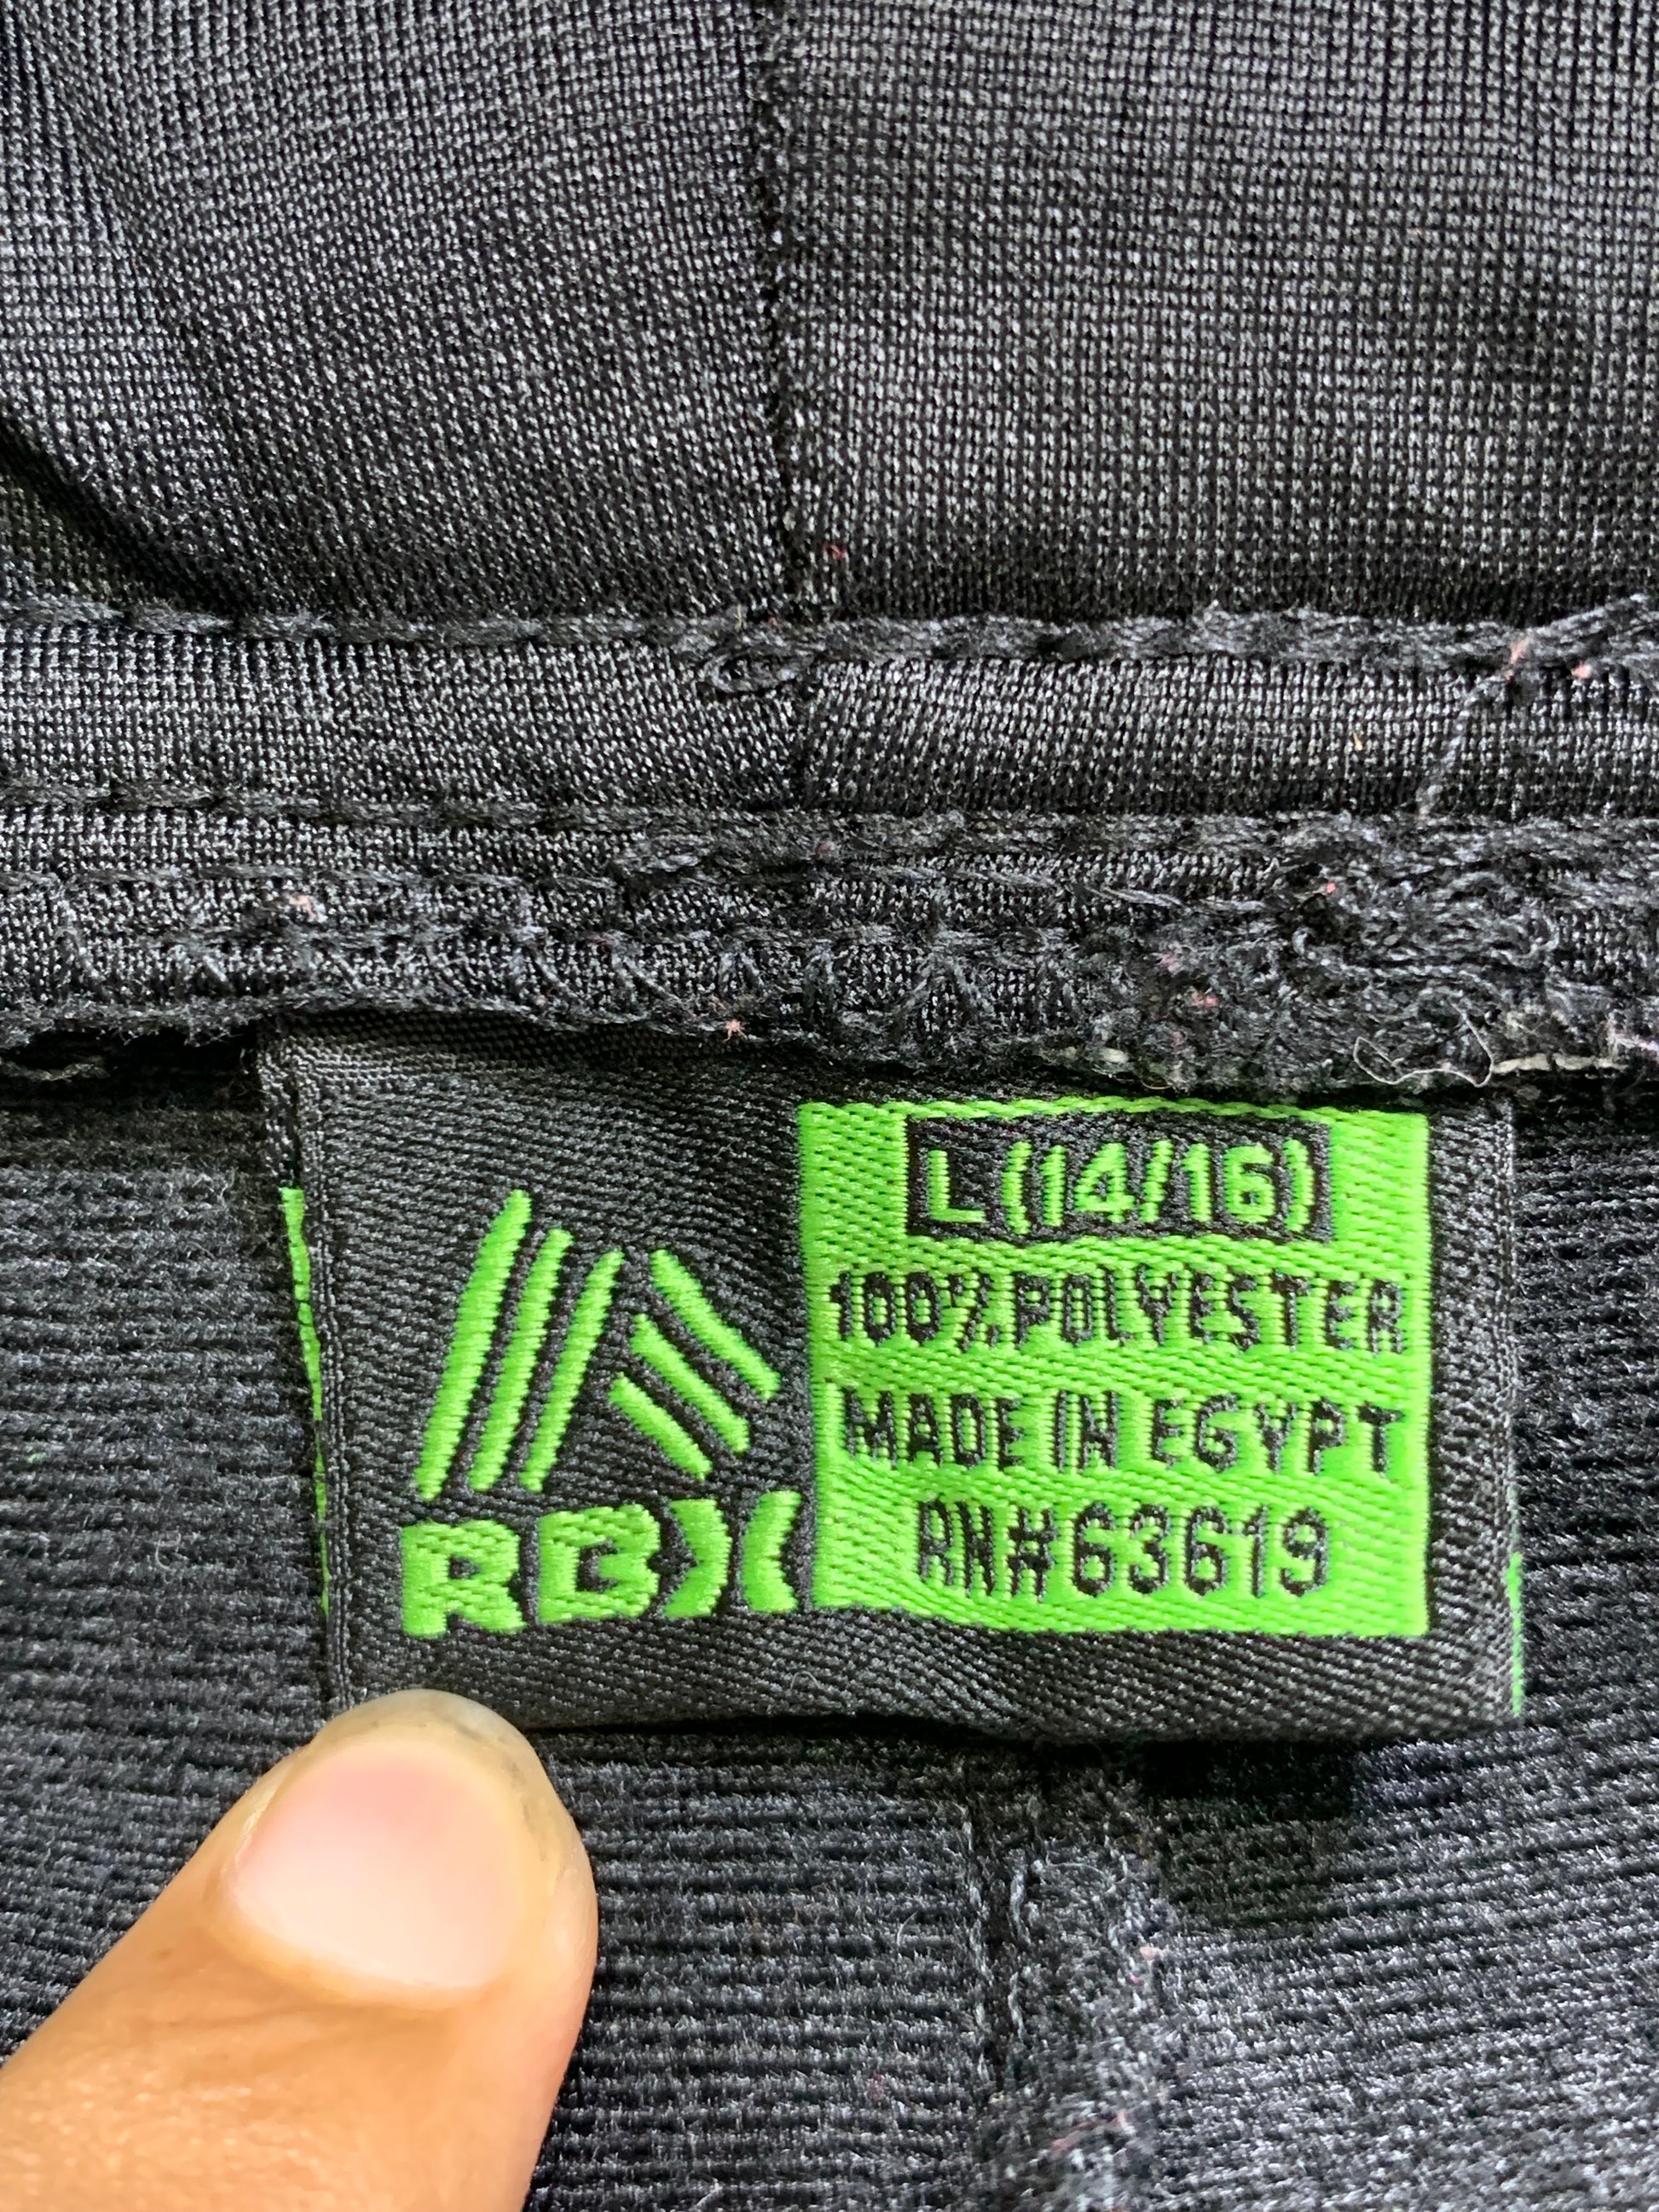 RBX
L (14/16)
100% POLYESTER
MADE IN EGYPT
RN# 63619